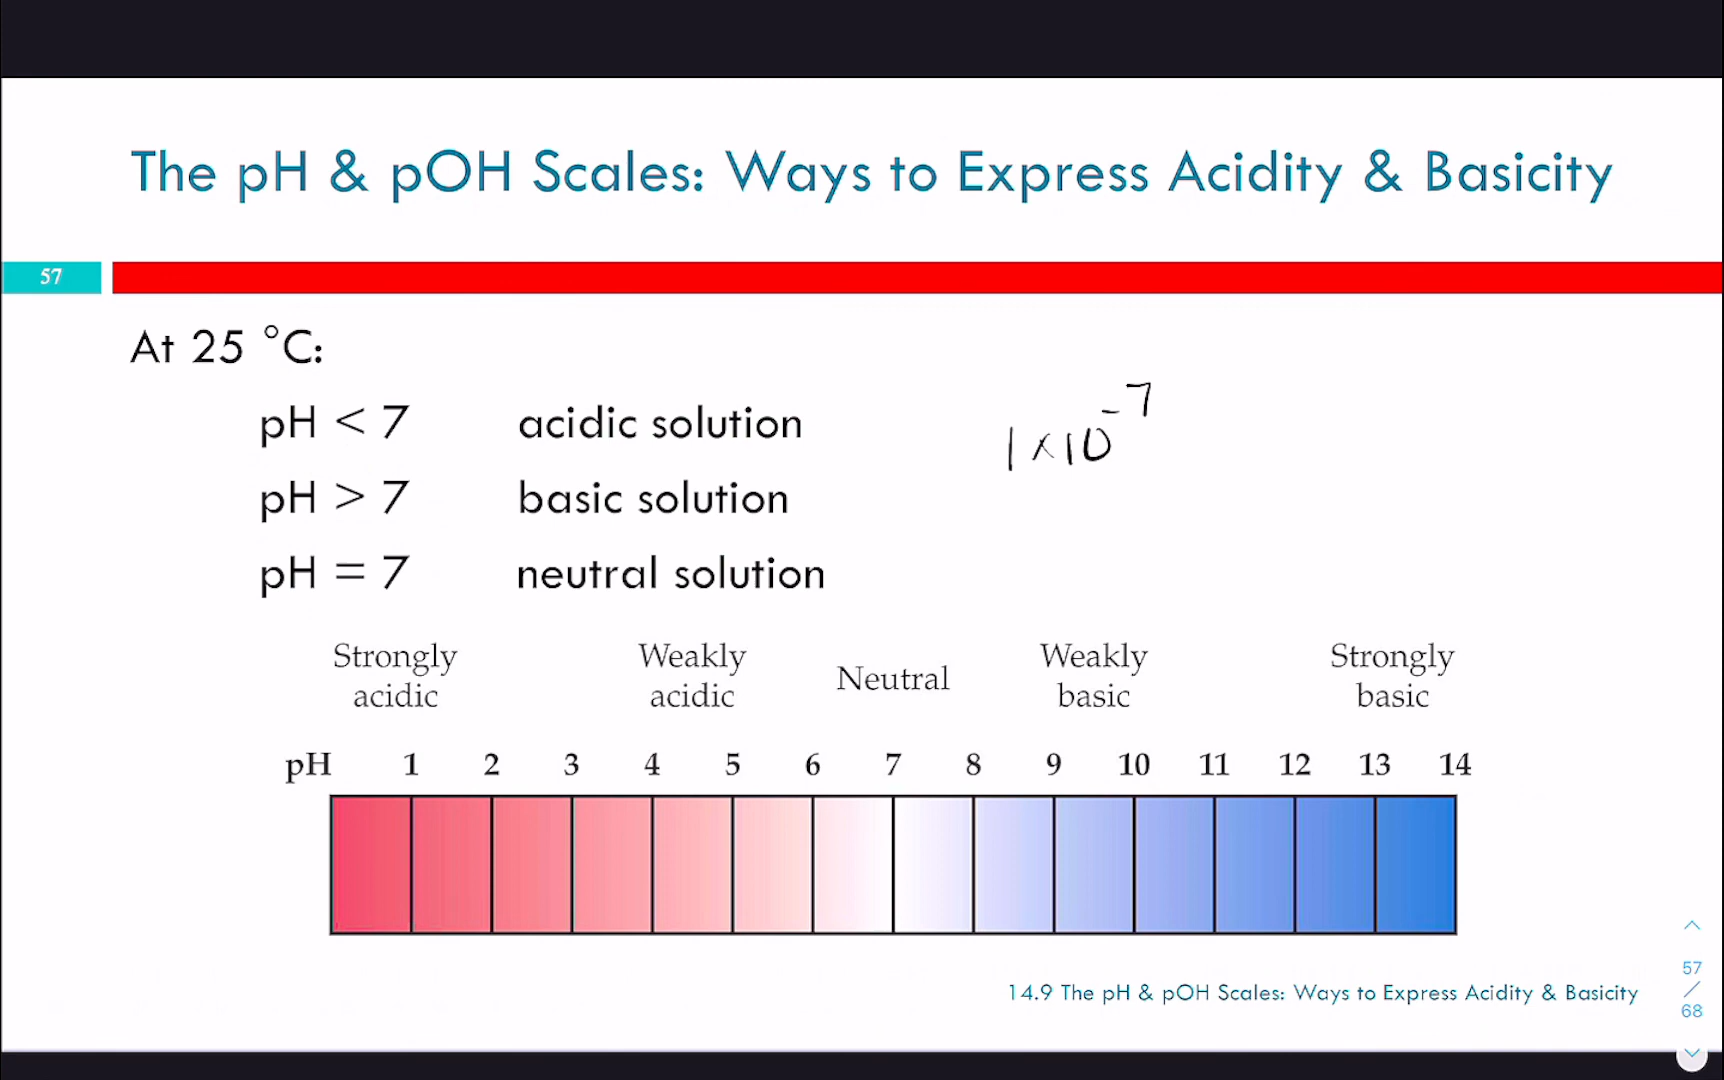 The pH & pOH Scales: Ways to Express Acidity & Basicity
57
At 25 °C:
pH < 7 acidic solution
1 × 10⁻⁷
pH > 7 basic solution
pH = 7 neutral solution
Strongly acidic
Weakly acidic
Neutral
Weakly basic
Strongly basic
pH 1 2 3 4 5 6 7 8 9 10 11 12 13 14
14.9 The pH & pOH Scales: Ways to Express Acidity & Basicity
57
/
68